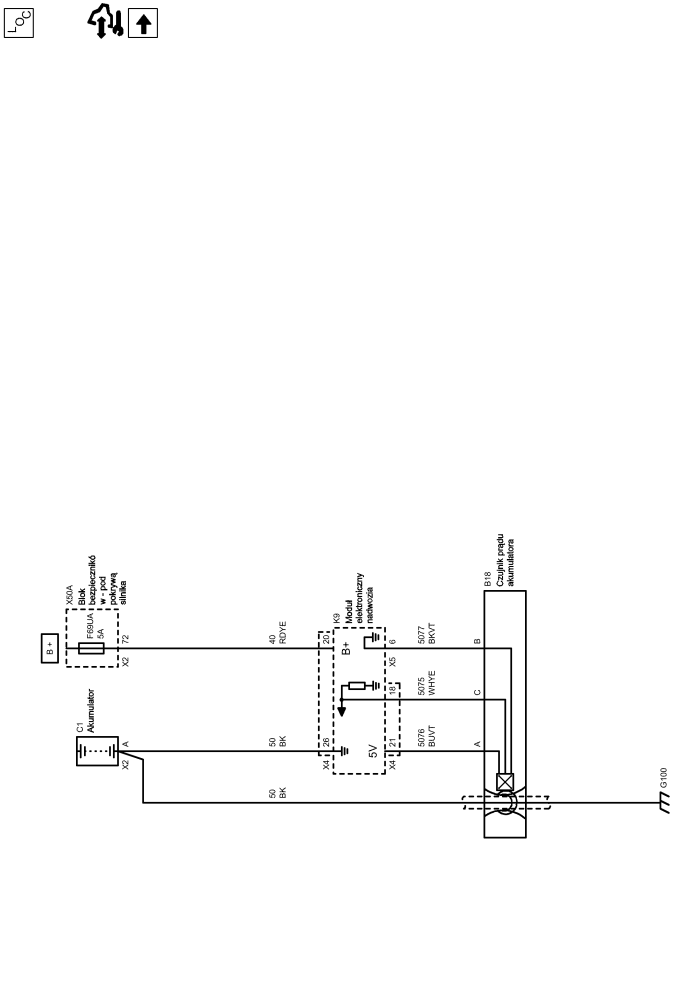 LOC
B +
X50A
Blok
bezpiecznikó
w - pod
pokrywą
silnika
F69UA
5A
X2
72
C1
Akumulator
X2
A
40
RDYE
50
BK
50
BK
K9
Moduł
elektroniczny
nadwozia
20
B+
X4
26
5V
X5
6
18
X4
21
5077
BKVT
5075
WHYE
5076
BUVT
B18
Czujnik prądu
akumulatora
B
C
A
G100